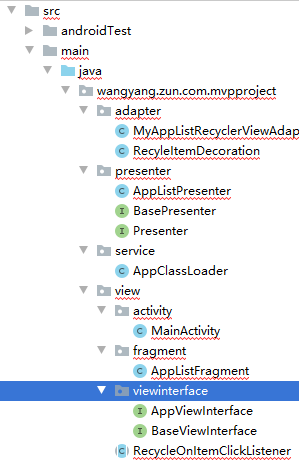 src
androidTest
main
java
wangyang.zun.com.mvpproject
adapter
MyAppListRecyclerViewAdap
RecyleItemDecoration
presenter
C AppListPresenter
I BasePresenter
I Presenter
service
C AppClassLoader
view
activity
C MainActivity
fragment
C AppListFragment
viewinterface
I AppViewInterface
I BaseViewInterface
C RecycleOnItemClickListener